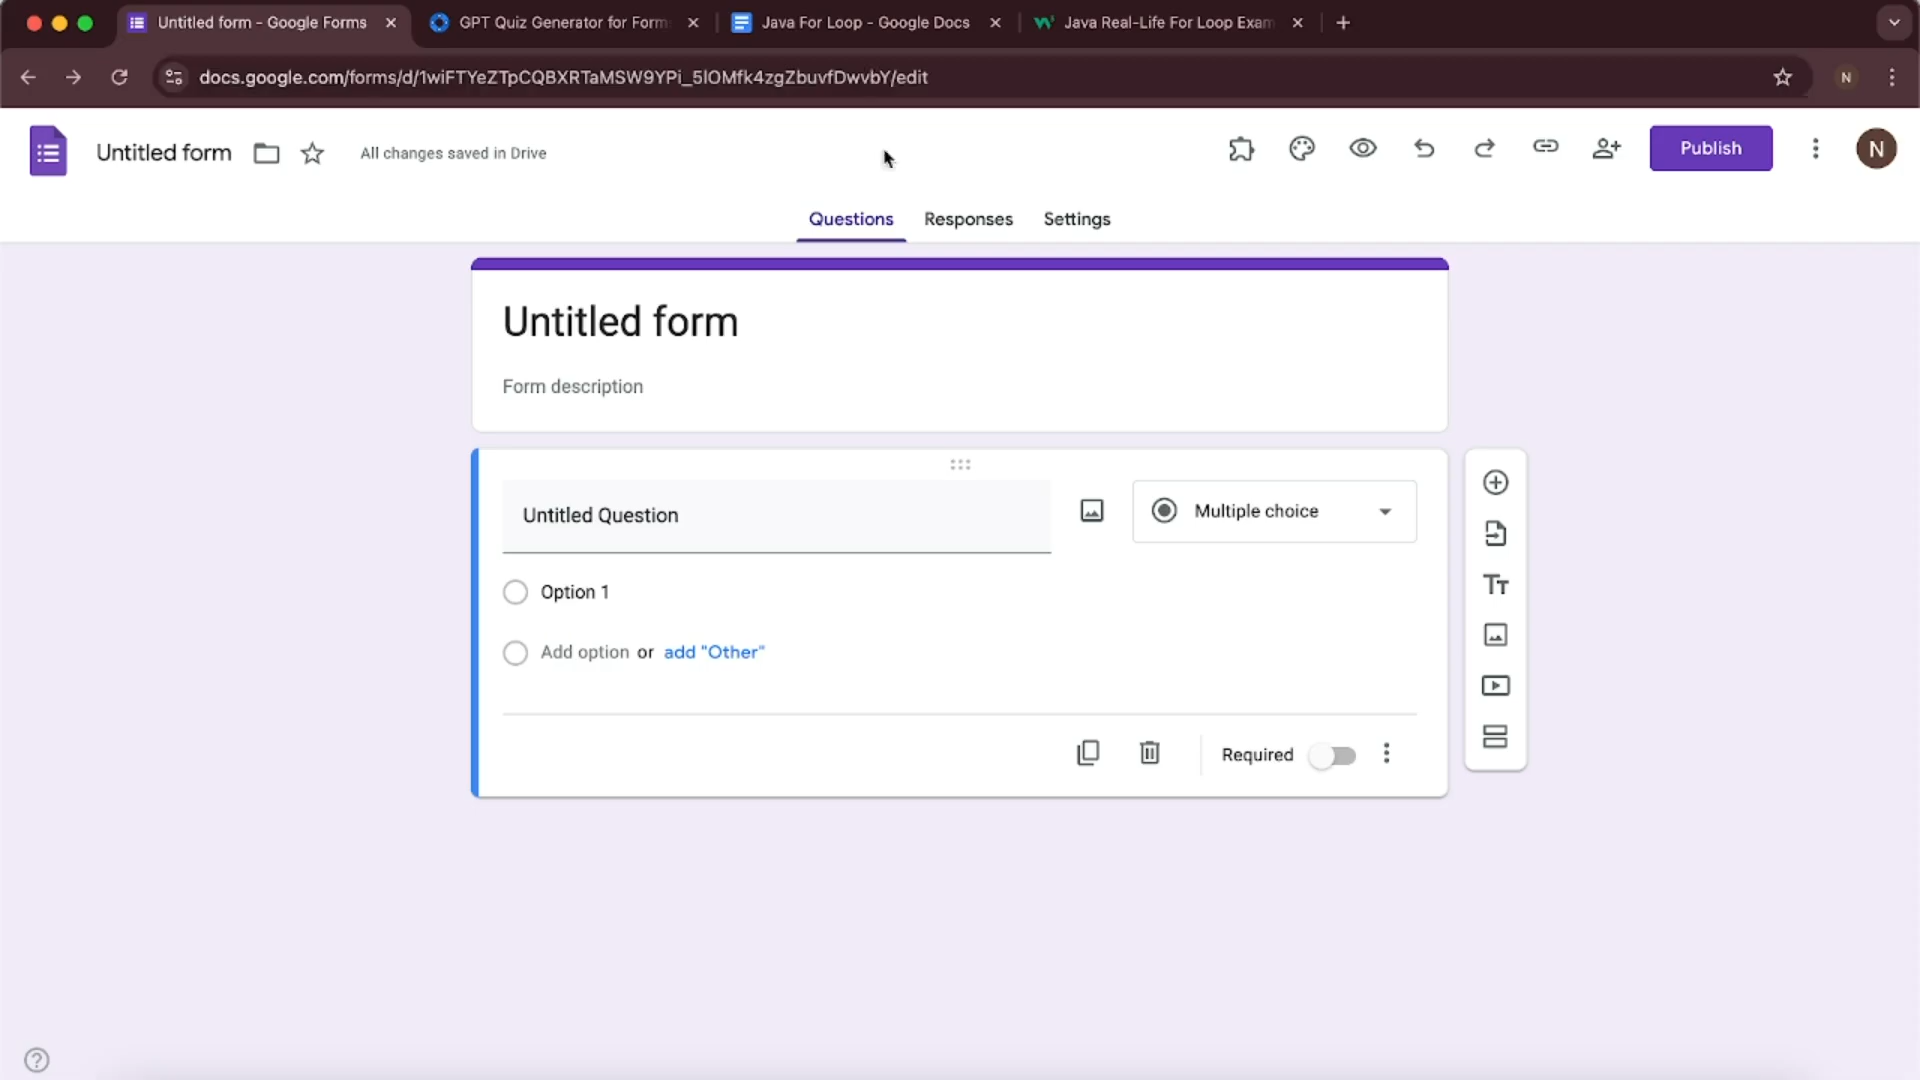 Untitled form - Google Forms
GPT Quiz Generator for Form
Java For Loop - Google Docs
Java Real-Life For Loop Exam
docs.google.com/forms/d/1wiFTYeZTpCQBXRTaMSW9YPi_5lOMfk4zgZbuvfDwvbY/edit
N
Untitled form
All changes saved in Drive
Publish
N
Questions
Responses
Settings
Untitled form
Form description
Untitled Question
Multiple choice
Option 1
Add option or add "Other"
Required